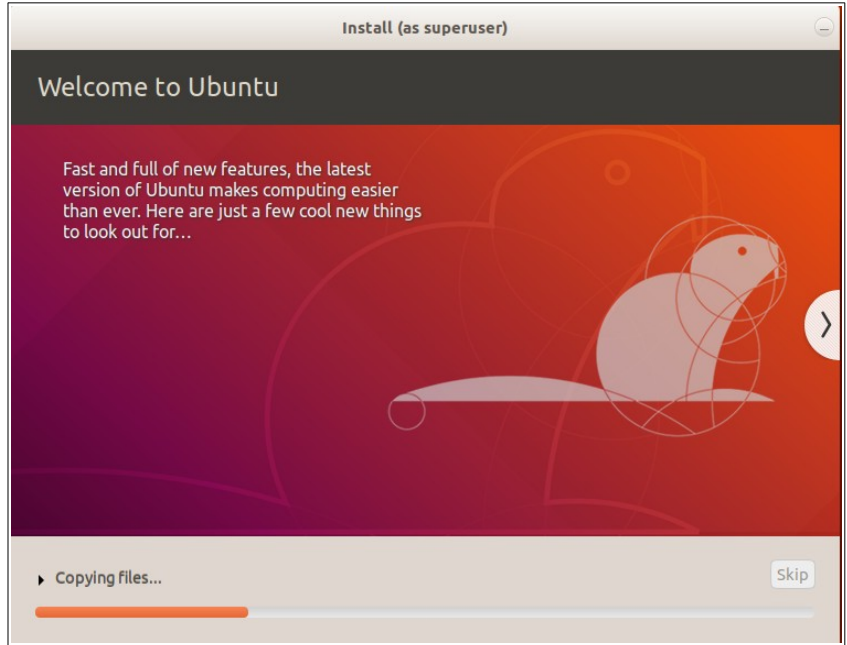 Install (as superuser)
Welcome to Ubuntu
Fast and full of new features, the latest
version of Ubuntu makes computing easier
than ever. Here are just a few cool new things
to look out for…
Copying files...
Skip